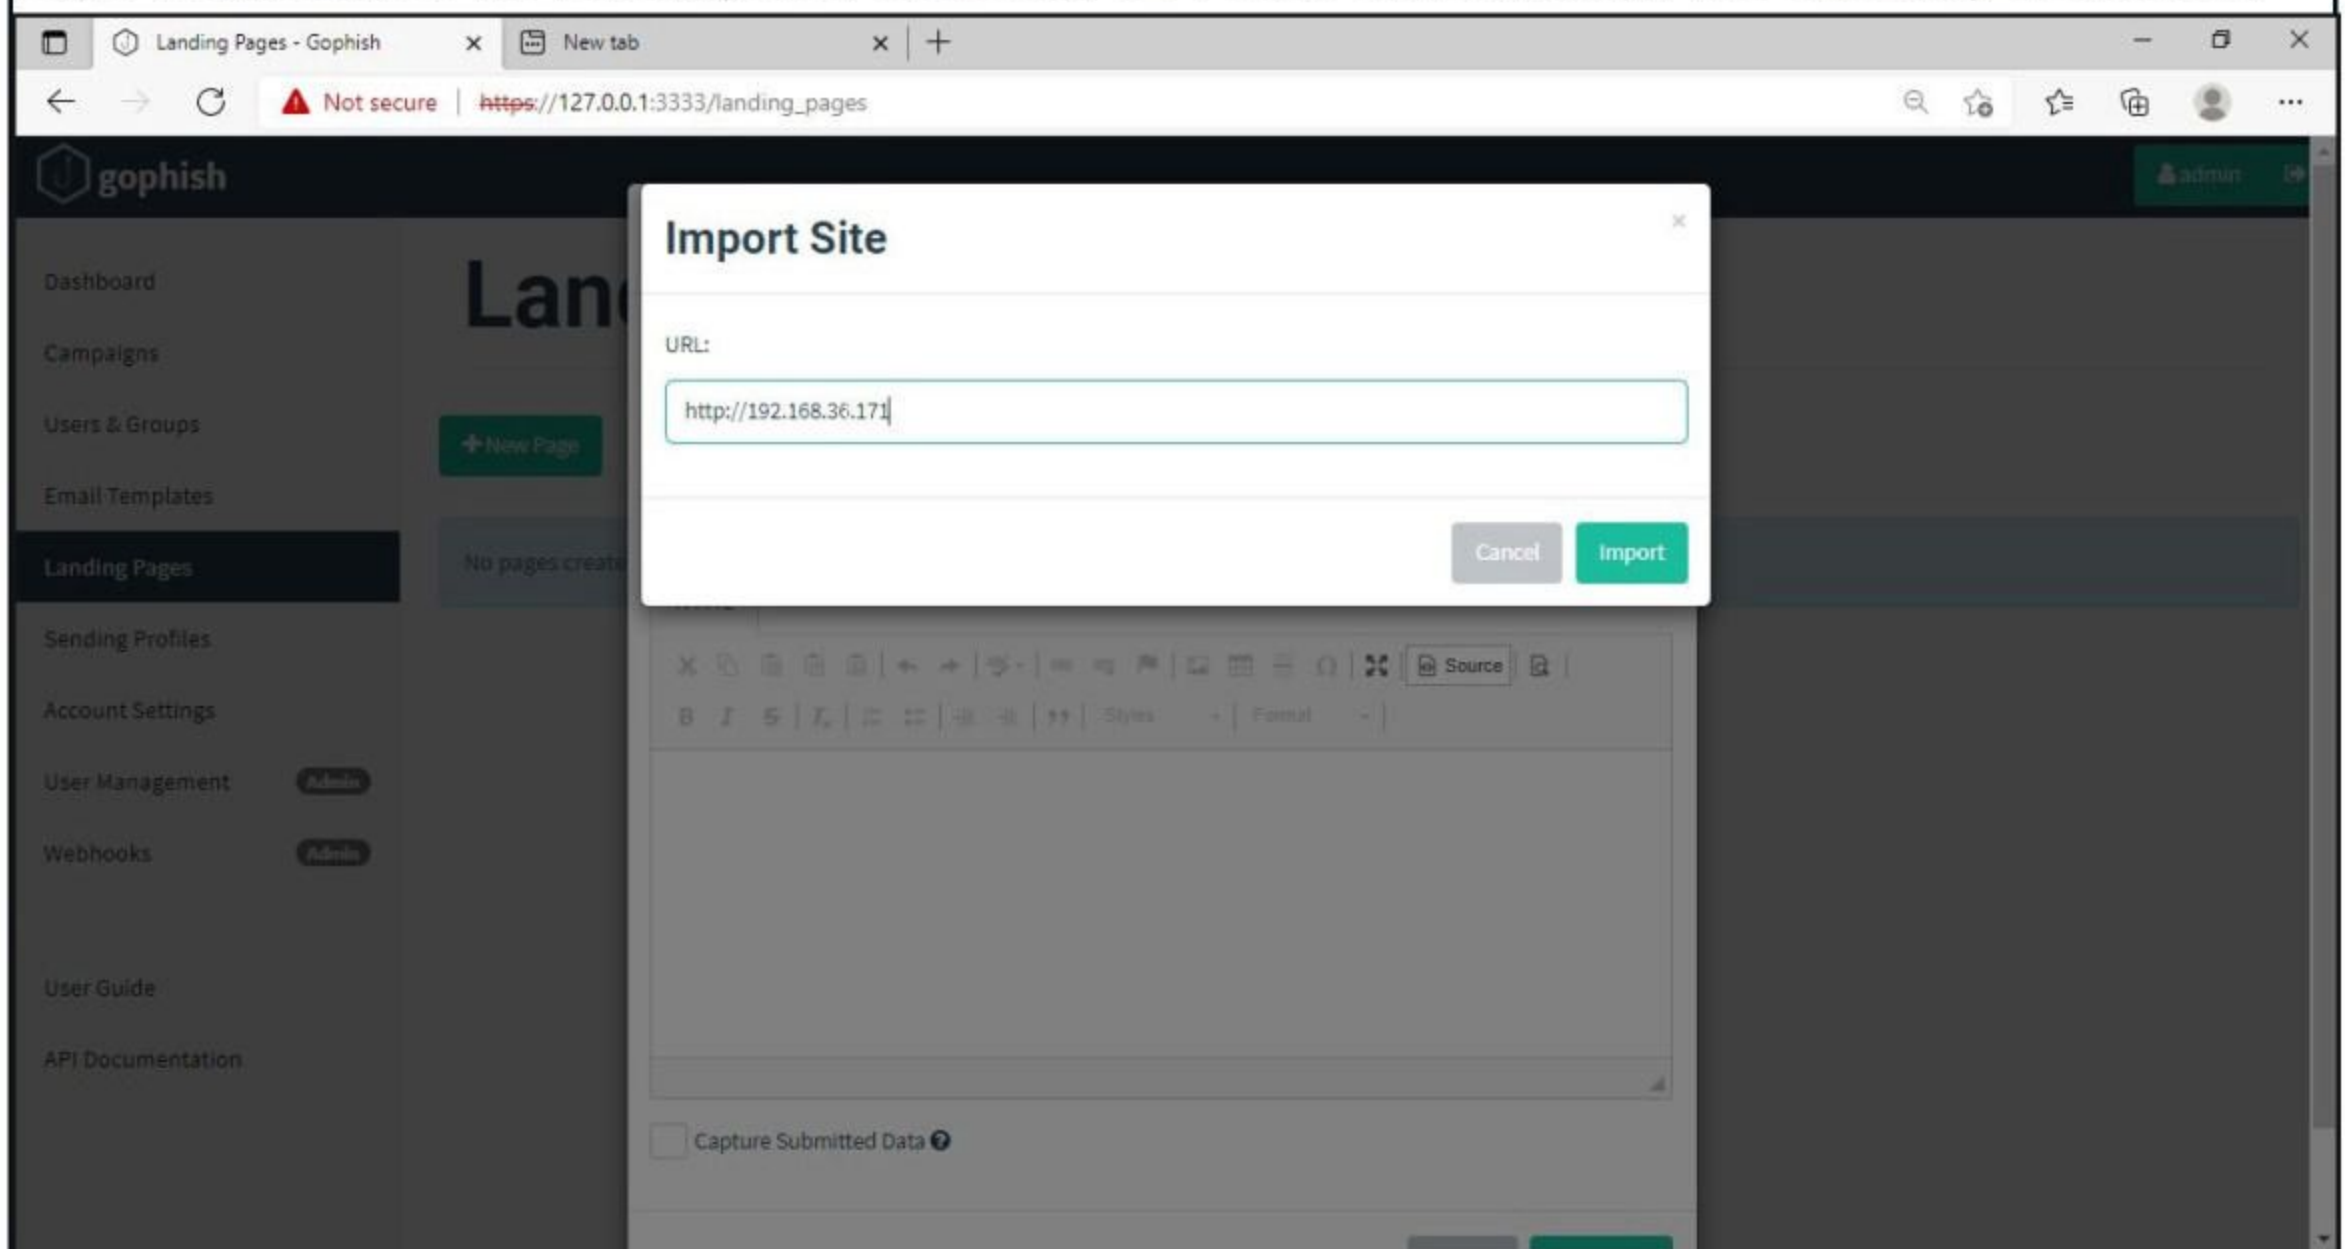 Landing Pages - Gophish
New tab
Not secure
https://127.0.0.1:3333/landing_pages
gophish
admin
Import Site
Dashboard
Lan
URL:
Campaigns
http://192.168.36.171
Users & Groups
New Page
Email Templates
Cancel
Import
Landing Pages
No pages create
Sending Profiles
Source
Account Settings
B I S Tx Styles Format
User Management Admin
Webhooks Admin
User Guide
API Documentation
Capture Submitted Data